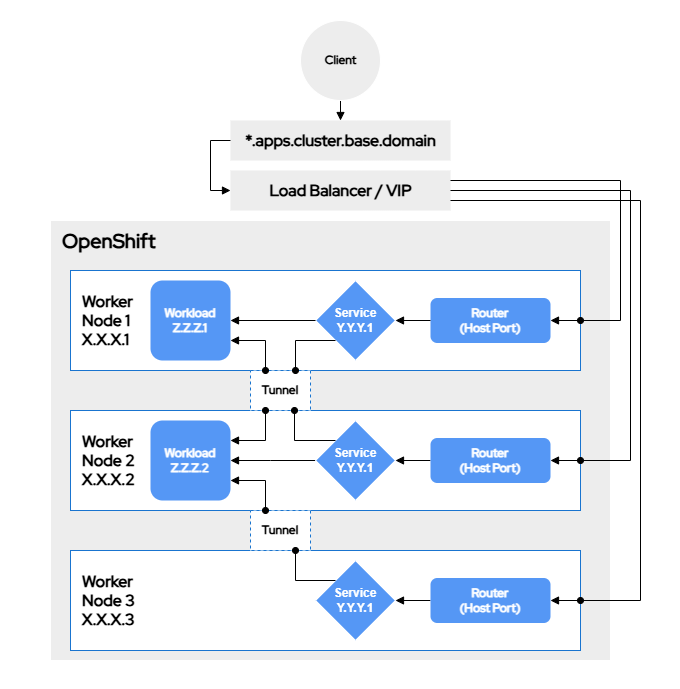 Client
*.apps.cluster.base.domain
Load Balancer / VIP
OpenShift
Worker
Node 1
X.X.X.1
Workload
Z.Z.Z.1
Service
Y.Y.Y.1
Router
(Host Port)
Tunnel
Worker
Node 2
X.X.X.2
Workload
Z.Z.Z.2
Service
Y.Y.Y.1
Router
(Host Port)
Tunnel
Worker
Node 3
X.X.X.3
Service
Y.Y.Y.1
Router
(Host Port)